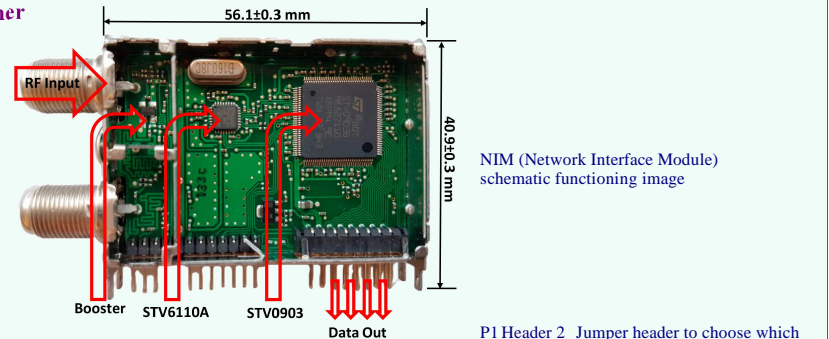 ner
56.1±0.3 mm
RF Input
40.9±0.3 mm
NIM (Network Interface Module)
schematic functioning image
Booster
STV6110A
STV0903
Data Out
P1 Header 2 Jumper header to choose which